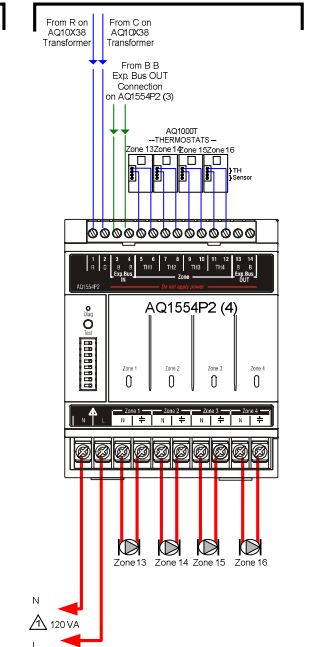 From R on
AQ10X38
Transformer
From C on
AQ10X38
Transformer
From B B
Exp. Bus OUT
Connection
on AQ1554P2 (3)
AQ1000T
--THERMOSTATS --
Zone 13 Zone 14 Zone 15 Zone 16
TH
Sensor
1 2 3 4 5 6 7 8 9 10 11 12 13 14
R C B B TH1 TH2 TH3 TH4 B B
Exp.Bus
IN
Zone
Exp.Bus
OUT
AQ1554P2
Do not apply power
AQ1554P2 (4)
Diag
Test
Zone 1 Zone 2 Zone 3 Zone 4
Zone 1 Zone 2 Zone 3 Zone 4
N L N N N N
Zone 13 Zone 14 Zone 15 Zone 16
N
1 120 VA
L